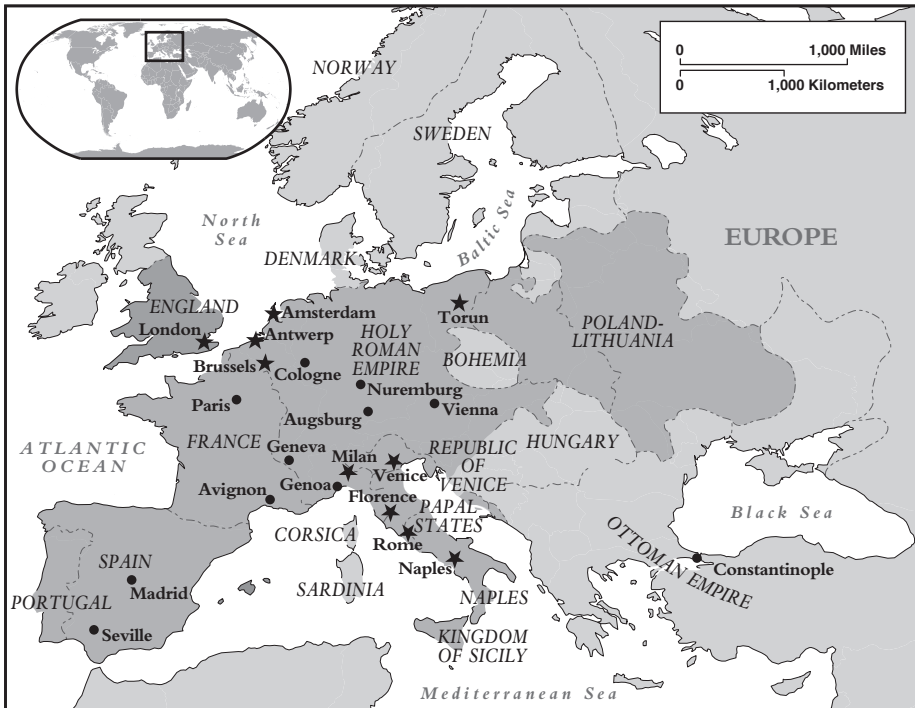 0 1,000 Miles
0 1,000 Kilometers
NORWAY
SWEDEN
North
Sea
Baltic Sea
EUROPE
DENMARK
ENGLAND
London
Amsterdam
Antwerp
Torun
HOLY
ROMAN
EMPIRE
POLAND-
LITHUANIA
BOHEMIA
Brussels
Cologne
Nuremburg
Paris
Augsburg
Vienna
ATLANTIC
OCEAN
FRANCE
Geneva
Milan
Venice
REPUBLIC
OF
VENICE
HUNGARY
Avignon
Genoa
Florence
PAPAL
STATES
Black Sea
CORSICA
Rome
OTTOMAN EMPIRE
Constantinople
SPAIN
Madrid
SARDINIA
Naples
NAPLES
PORTUGAL
Seville
KINGDOM
OF SICILY
Mediterranean Sea